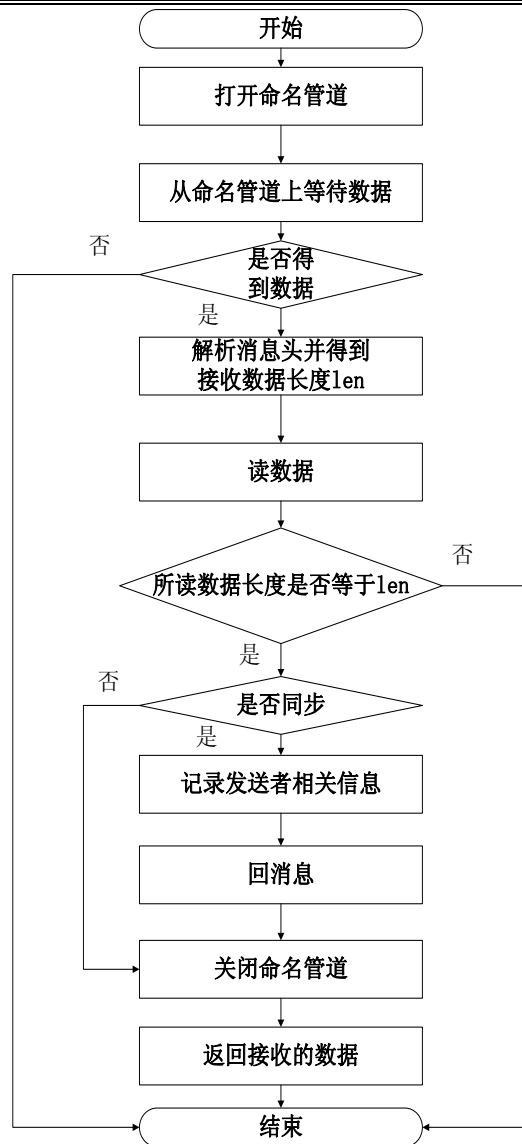 开始
打开命名管道
从命名管道上等待数据
否
是否得
到数据
是
解析消息头并得到
接收数据长度len
读数据
否
所读数据长度是否等于len
是
否
是否同步
是
记录发送者相关信息
回消息
关闭命名管道
返回接收的数据
结束